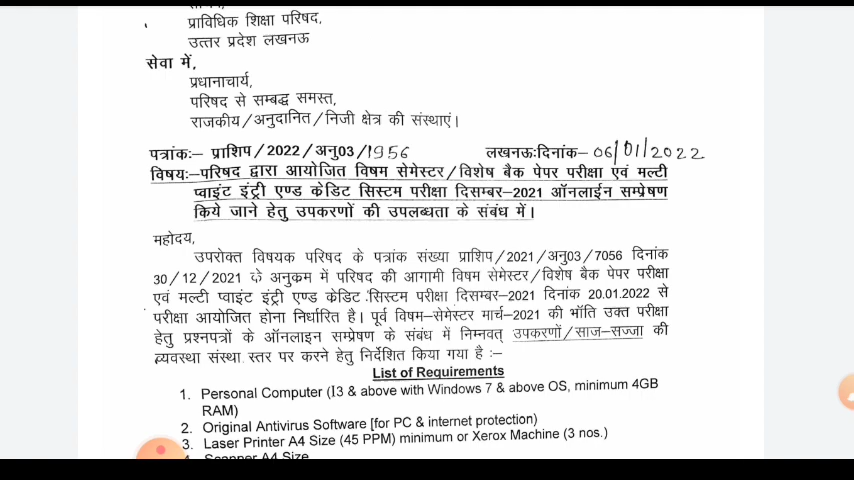 प्राविधिक शिक्षा परिषद,
उत्तर प्रदेश लखनऊ
सेवा में,
प्रधानाचार्य,
परिषद से सम्बद्ध समस्त,
राजकीय/अनुदानित/निजी क्षेत्र की संस्थाएं।
पत्रांकः– प्राशिप/2022/अनु03/1956 लखनऊःदिनांक-06/01/2022
विषयः–परिषद द्वारा आयोजित विषम सेमेस्टर/विशेष बैक पेपर परीक्षा एवं मल्टी
प्वाइंट इंट्री एण्ड केडिट सिस्टम परीक्षा दिसम्बर–2021 ऑनलाईन सम्प्रेषण
किये जाने हेतु उपकरणों की उपलब्धता के संबंध में।
महोदय,
उपरोक्त विषयक परिषद के पत्रांक संख्या प्राशिप/2021/अनु03/7056 दिनांक
30/12/2021 के अनुकम में परिषद की आगामी विषम सेमेस्टर/विशेष बैक पेपर परीक्षा
एवं मल्टी प्वाइंट इंट्री एण्ड केडिट सिस्टम परीक्षा दिसम्बर–2021 दिनांक 20.01.2022 से
परीक्षा आयोजित होना निर्धारित है। पूर्व विषम–सेमेस्टर मार्च–2021 की भॉति उक्त परीक्षा
हेतु प्रश्नपत्रों के ऑनलाइन सम्प्रेषण के संबंध में निम्नवत् उपकरणों/साज–सज्जा की
व्यवस्था संस्था स्तर पर करने हेतु निर्देशित किया गया है :–
List of Requirements
1. Personal Computer (I3 & above with Windows 7 & above OS, minimum 4GB
RAM)
2. Original Antivirus Software [for PC & internet protection)
3. Laser Printer A4 Size (45 PPM) minimum or Xerox Machine (3 nos.)
Scanner A4 Size